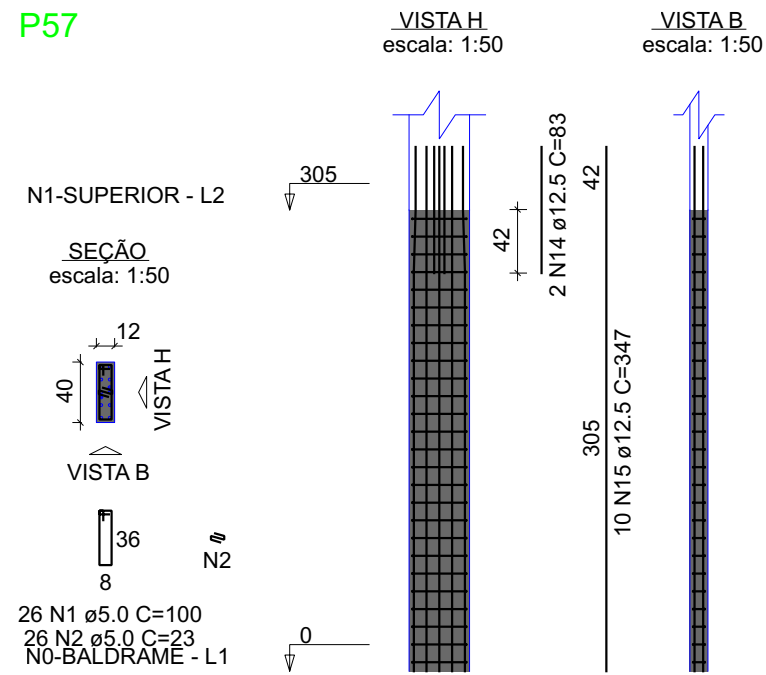 P57
VISTA H
escala: 1:50
VISTA B
escala: 1:50
N1-SUPERIOR - L2
305
SEÇÃO
escala: 1:50
12
40
VISTA H
VISTA B
36
8
N2
26 N1 ø5.0 C=100
26 N2 ø5.0 C=23
N0-BALDRAME - L1
0
42
2 N14 ø12.5 C=83
42
305
10 N15 ø12.5 C=347